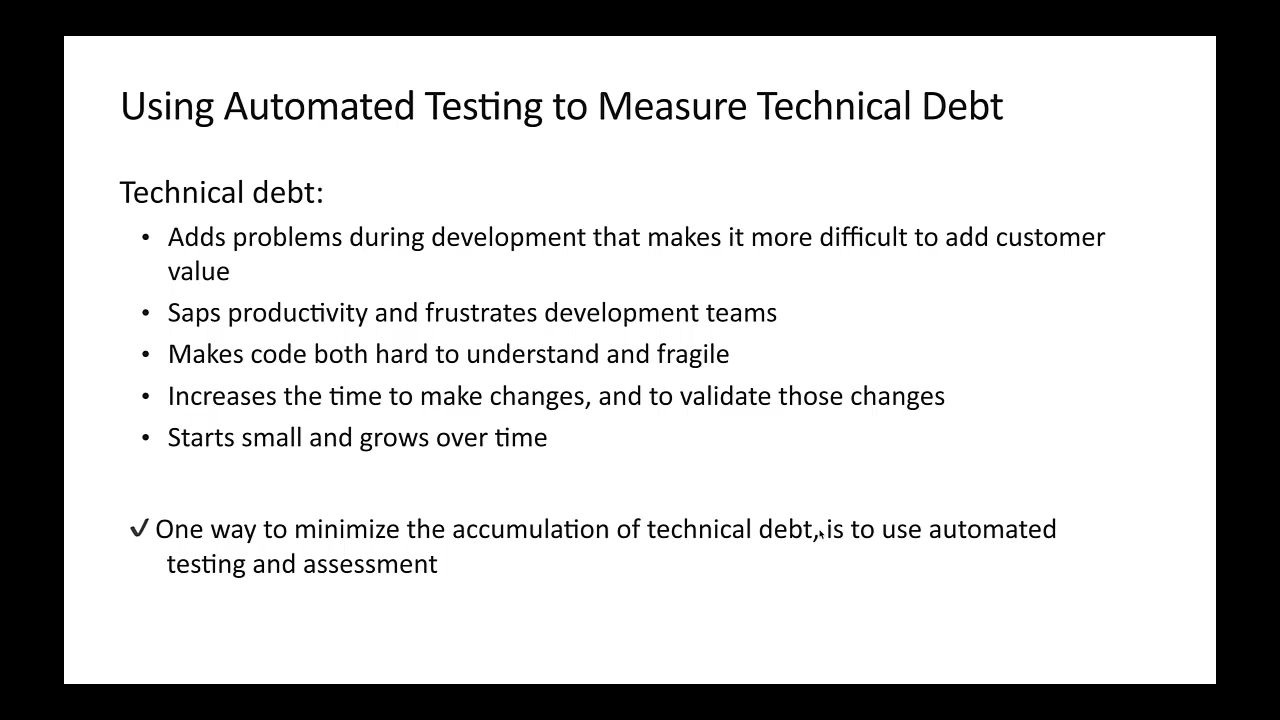 Using Automated Testing to Measure Technical Debt
Technical debt:
• Adds problems during development that makes it more difficult to add customer
value
• Saps productivity and frustrates development teams
• Makes code both hard to understand and fragile
• Increases the time to make changes, and to validate those changes
• Starts small and grows over time
✓ One way to minimize the accumulation of technical debt, is to use automated
testing and assessment